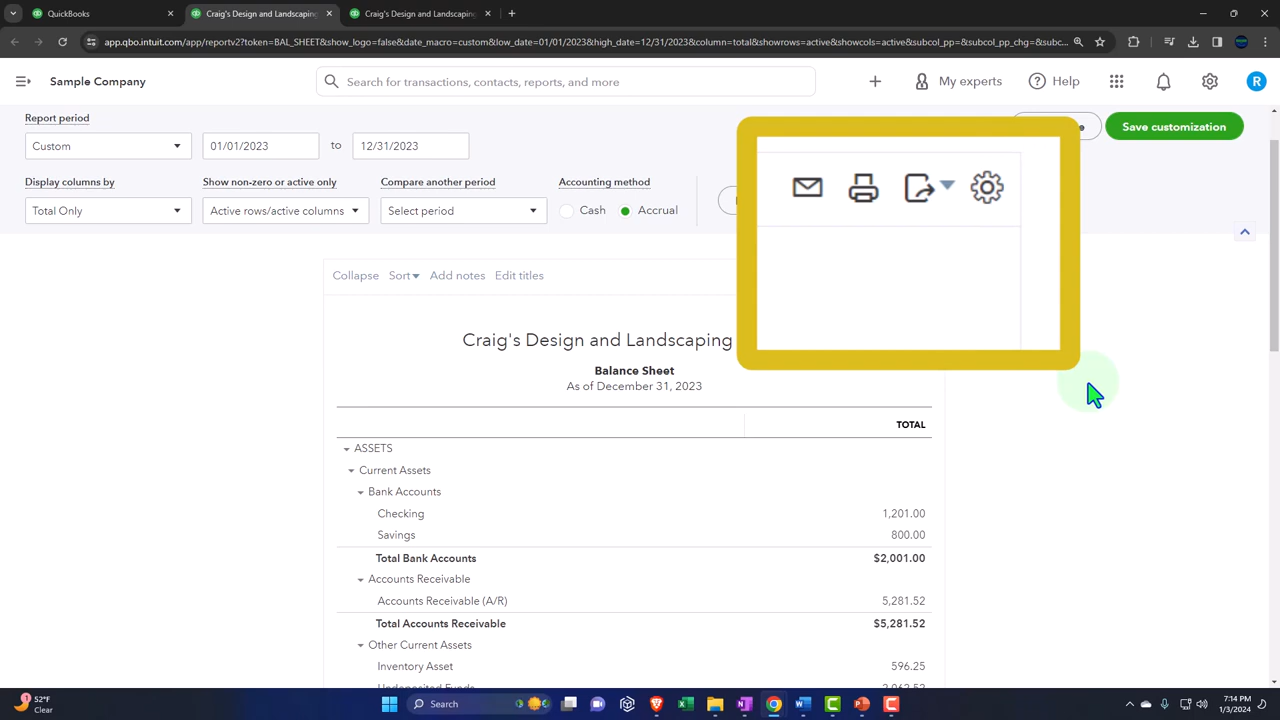 QuickBooks
Craig's Design and Landscaping
Craig's Design and Landscaping
app.qbo.intuit.com/app/reportv2?token=BAL_SHEET&show_logo=false&date_macro=custom&low_date=01/01/2023&high_date=12/31/2023&column=total&showrows=active&showcols=active&subcol_pp=&subcol_pp_chg=&subc...
Sample Company
Search for transactions, contacts, reports, and more
My experts
Help
R
Report period
Custom
01/01/2023
to
12/31/2023
Save customization
Display columns by
Show non-zero or active only
Compare another period
Accounting method
Total Only
Active rows/active columns
Select period
Cash
Accrual
Collapse
Sort
Add notes
Edit titles
Craig's Design and Landscaping
Balance Sheet
As of December 31, 2023
TOTAL
ASSETS
Current Assets
Bank Accounts
Checking 1,201.00
Savings 800.00
Total Bank Accounts $2,001.00
Accounts Receivable
Accounts Receivable (A/R) 5,281.52
Total Accounts Receivable $5,281.52
Other Current Assets
Inventory Asset 596.25
Undeposited Funds 2,062.52
1
52°F
Clear
Search
7:14 PM
1/3/2024